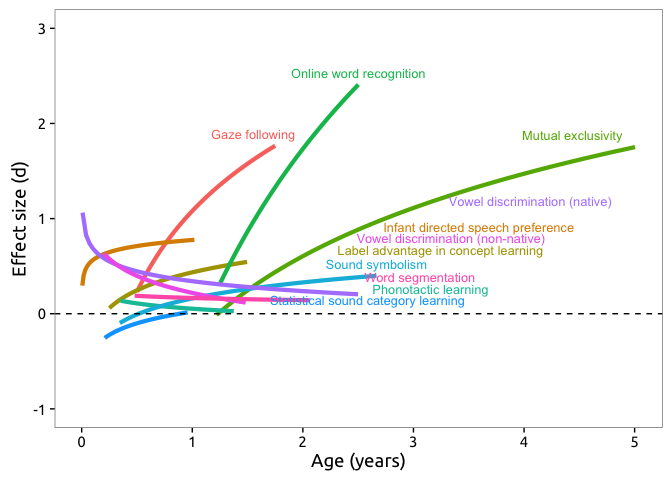 3
Online word recognition
Gaze following
Mutual exclusivity
2
Vowel discrimination (native)
1
Infant directed speech preference
Vowel discrimination (non-native)
Label advantage in concept learning
Sound symbolism
Word segmentation
Phonotactic learning
Statistical sound category learning
0
-1
Effect size (d)
0 1 2 3 4 5
Age (years)